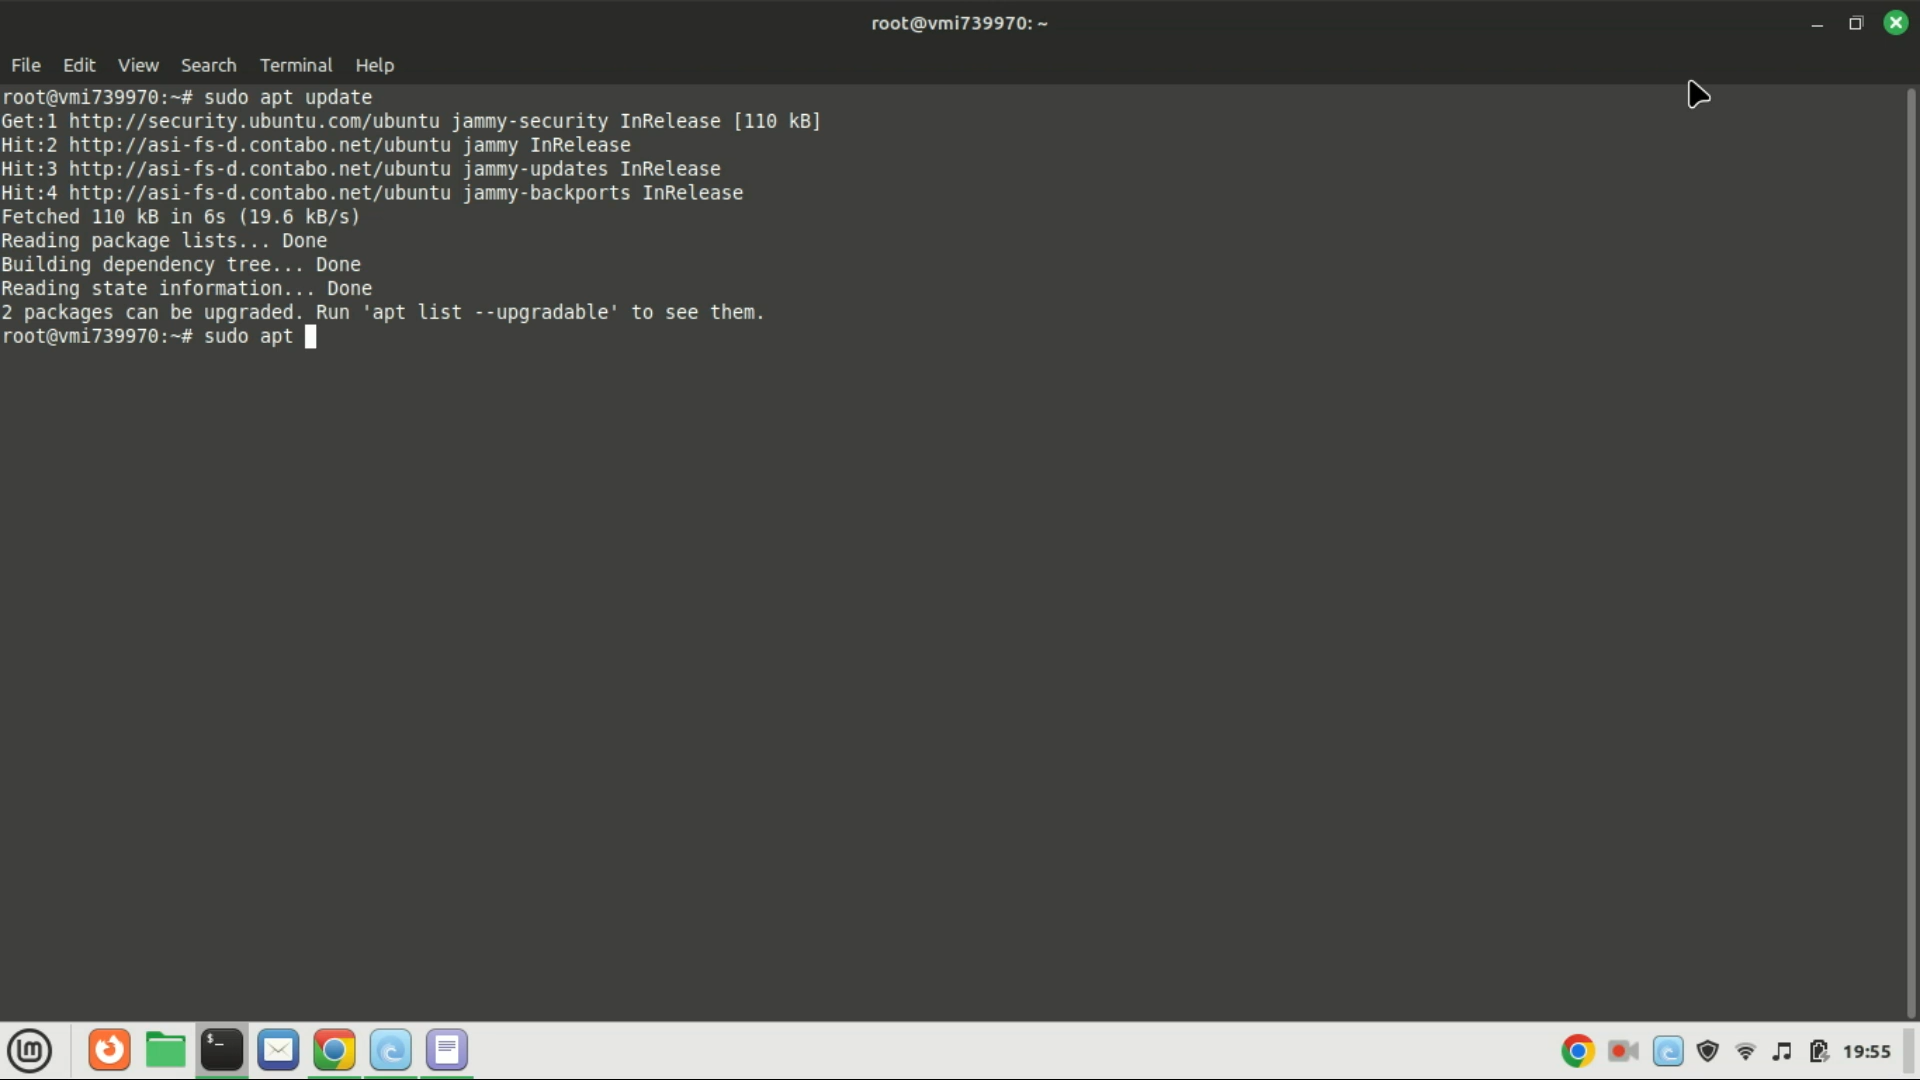 root@vmi739970: ~
File Edit View Search Terminal Help
root@vmi739970:~# sudo apt update
Get:1 http://security.ubuntu.com/ubuntu jammy-security InRelease [110 kB]
Hit:2 http://asi-fs-d.contabo.net/ubuntu jammy InRelease
Hit:3 http://asi-fs-d.contabo.net/ubuntu jammy-updates InRelease
Hit:4 http://asi-fs-d.contabo.net/ubuntu jammy-backports InRelease
Fetched 110 kB in 6s (19.6 kB/s)
Reading package lists... Done
Building dependency tree... Done
Reading state information... Done
2 packages can be upgraded. Run 'apt list --upgradable' to see them.
root@vmi739970:~# sudo apt
19:55